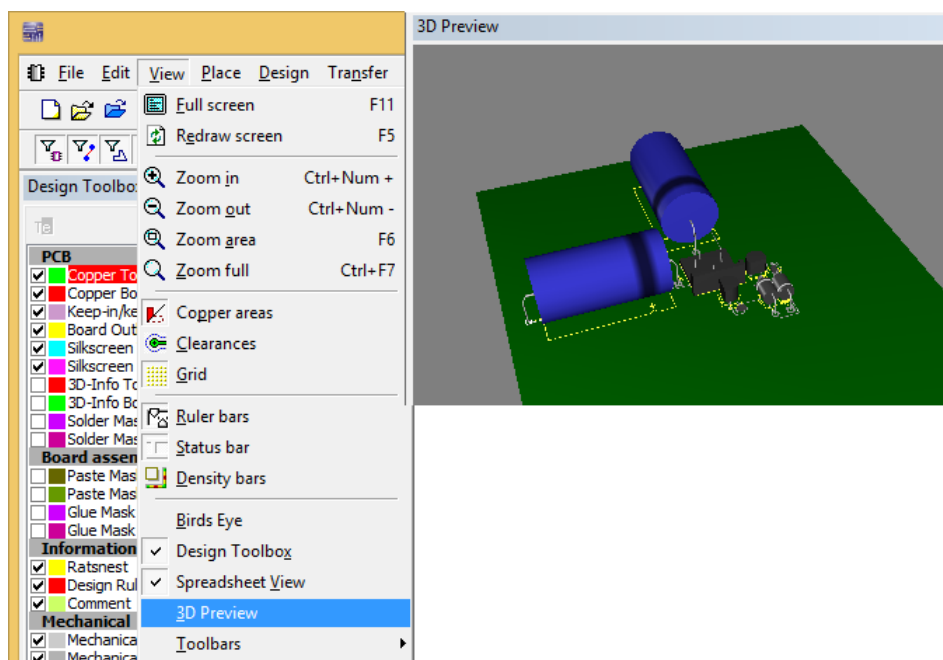 3D Preview
File Edit View Place Design Transfer
Full screen F11
Redraw screen F5
Zoom in Ctrl+Num +
Zoom out Ctrl+Num -
Zoom area F6
Zoom full Ctrl+F7
Copper areas
Clearances
Grid
Ruler bars
Status bar
Density bars
Birds Eye
Design Toolbox
Spreadsheet View
3D Preview
Toolbars
Design Toolbo
PCB
Copper To
Copper Bo
Keep-in/ke
Board Out
Silkscreen
Silkscreen
3D-Info To
3D-Info Bo
Solder Mas
Solder Mas
Board assem
Paste Mas
Paste Mas
Glue Mask
Glue Mask
Information
Ratsnest
Design Rul
Comment
Mechanical
Mechanica
Mechanica